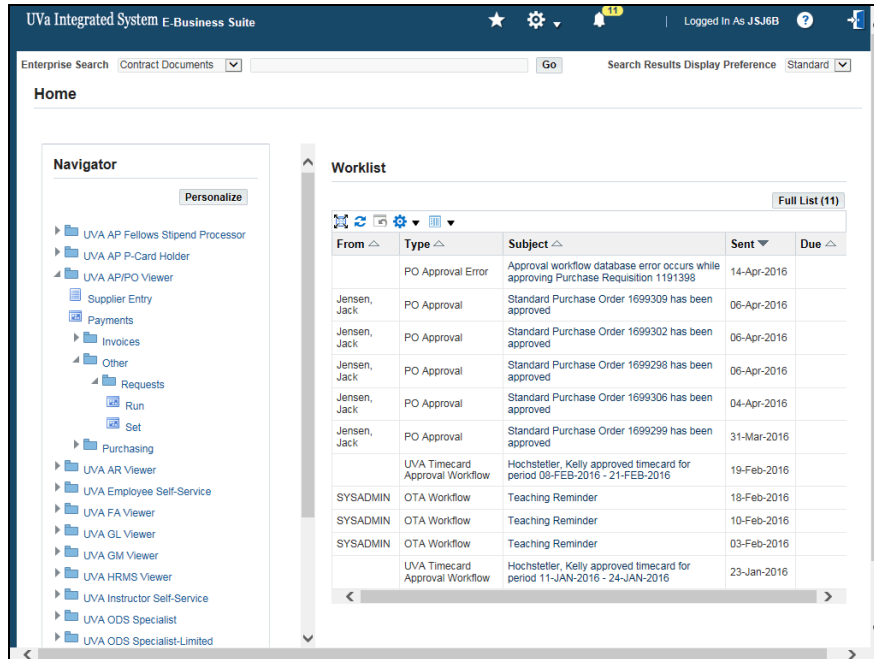 UVa Integrated System E-Business Suite
11
Logged In As JSJ6B
?
Enterprise Search Contract Documents Go Search Results Display Preference Standard
Home
Navigator
Personalize
UVA AP Fellows Stipend Processor
UVA AP P-Card Holder
UVA AP/PO Viewer
Supplier Entry
Payments
Invoices
Other
Requests
Run
Set
Purchasing
UVA AR Viewer
UVA Employee Self-Service
UVA FA Viewer
UVA GL Viewer
UVA GM Viewer
UVA HRMS Viewer
UVA Instructor Self-Service
UVA ODS Specialist
UVA ODS Specialist-Limited
Worklist
Full List (11)
From Type Subject Sent Due
PO Approval Error Approval workflow database error occurs while 14-Apr-2016
approving Purchase Requisition 1191398
Jensen, PO Approval Standard Purchase Order 1699309 has been 06-Apr-2016
Jack approved
Jensen, PO Approval Standard Purchase Order 1699302 has been 06-Apr-2016
Jack approved
Jensen, PO Approval Standard Purchase Order 1699298 has been 06-Apr-2016
Jack approved
Jensen, PO Approval Standard Purchase Order 1699306 has been 04-Apr-2016
Jack approved
Jensen, PO Approval Standard Purchase Order 1699299 has been 31-Mar-2016
Jack approved
UVA Timecard Hochstetler, Kelly approved timecard for 19-Feb-2016
Approval Workflow period 08-FEB-2016 - 21-FEB-2016
SYSADMIN OTA Workflow Teaching Reminder 18-Feb-2016
SYSADMIN OTA Workflow Teaching Reminder 10-Feb-2016
SYSADMIN OTA Workflow Teaching Reminder 03-Feb-2016
UVA Timecard Hochstetler, Kelly approved timecard for 23-Jan-2016
Approval Workflow period 11-JAN-2016 - 24-JAN-2016